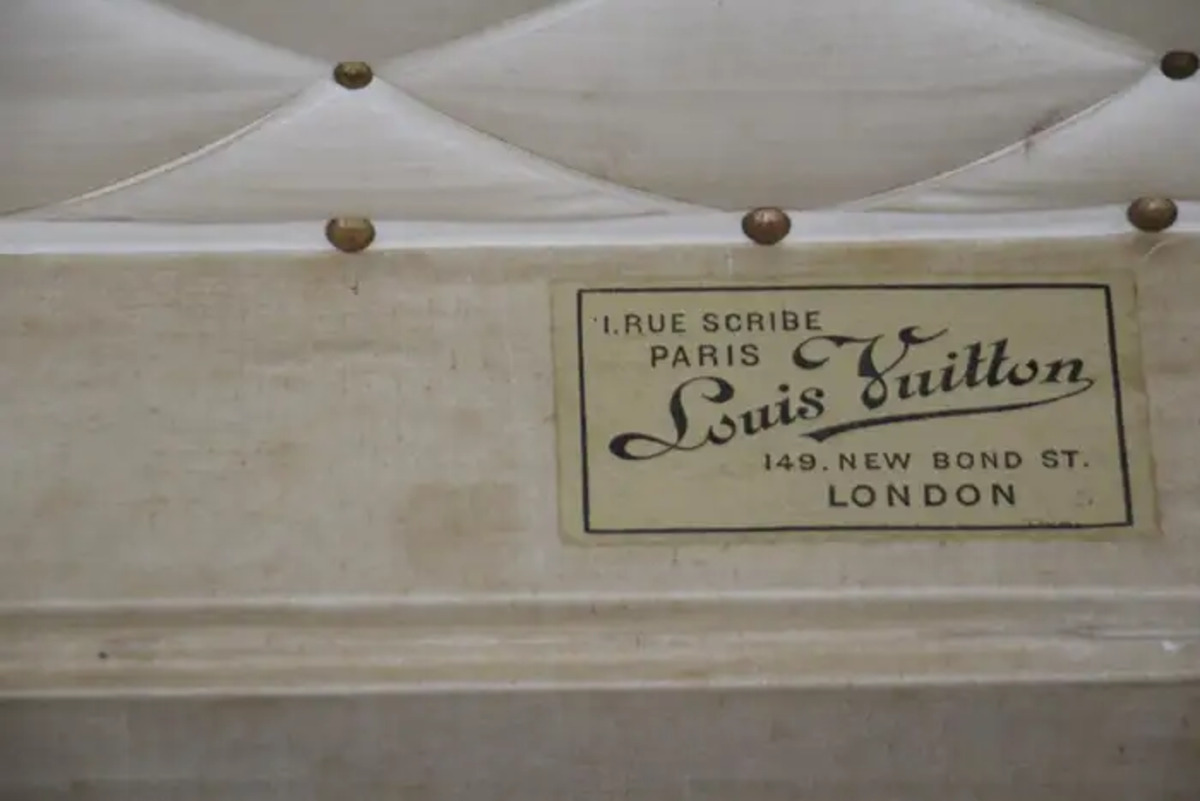 1. RUE SCRIBE
PARIS
Louis Vuitton
149. NEW BOND ST.
LONDON